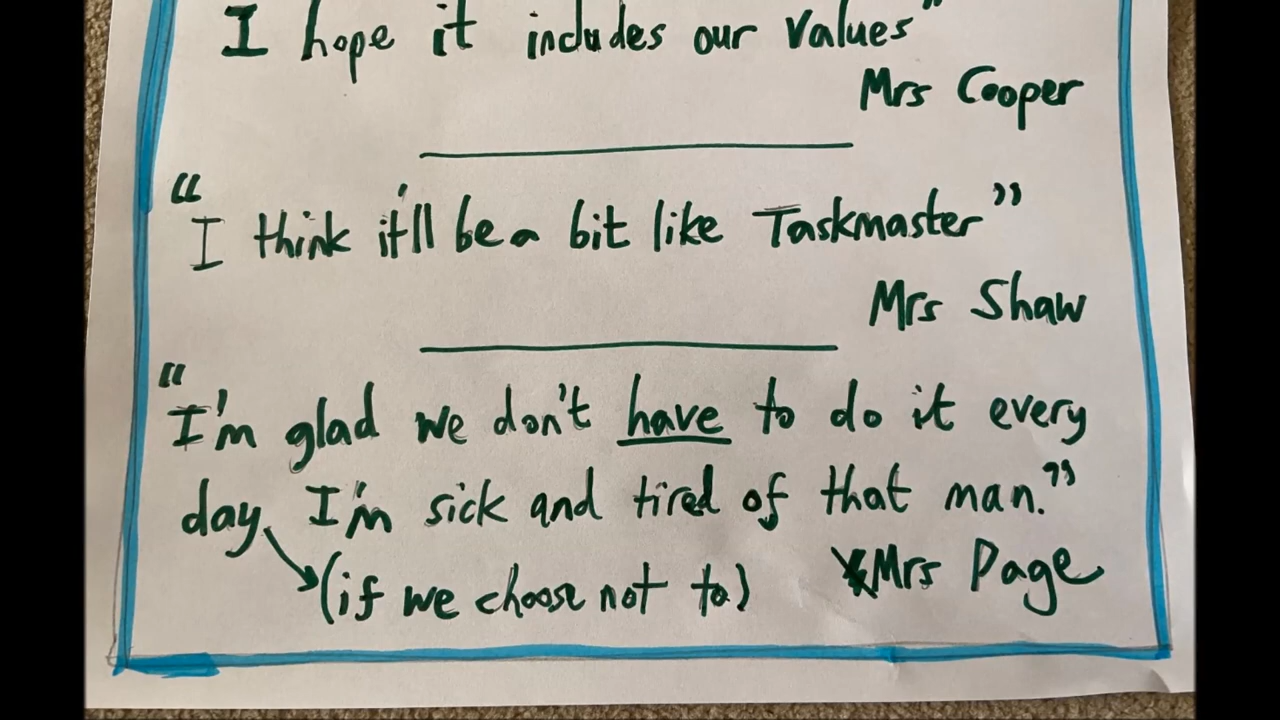 I hope it includes our values"
Mrs Cooper
"I think it'll be a bit like Taskmaster"
Mrs Shaw
"I'm glad we don't have to do it every
day. I'm sick and tired of that man."
(if we choose not to)
Mrs Page